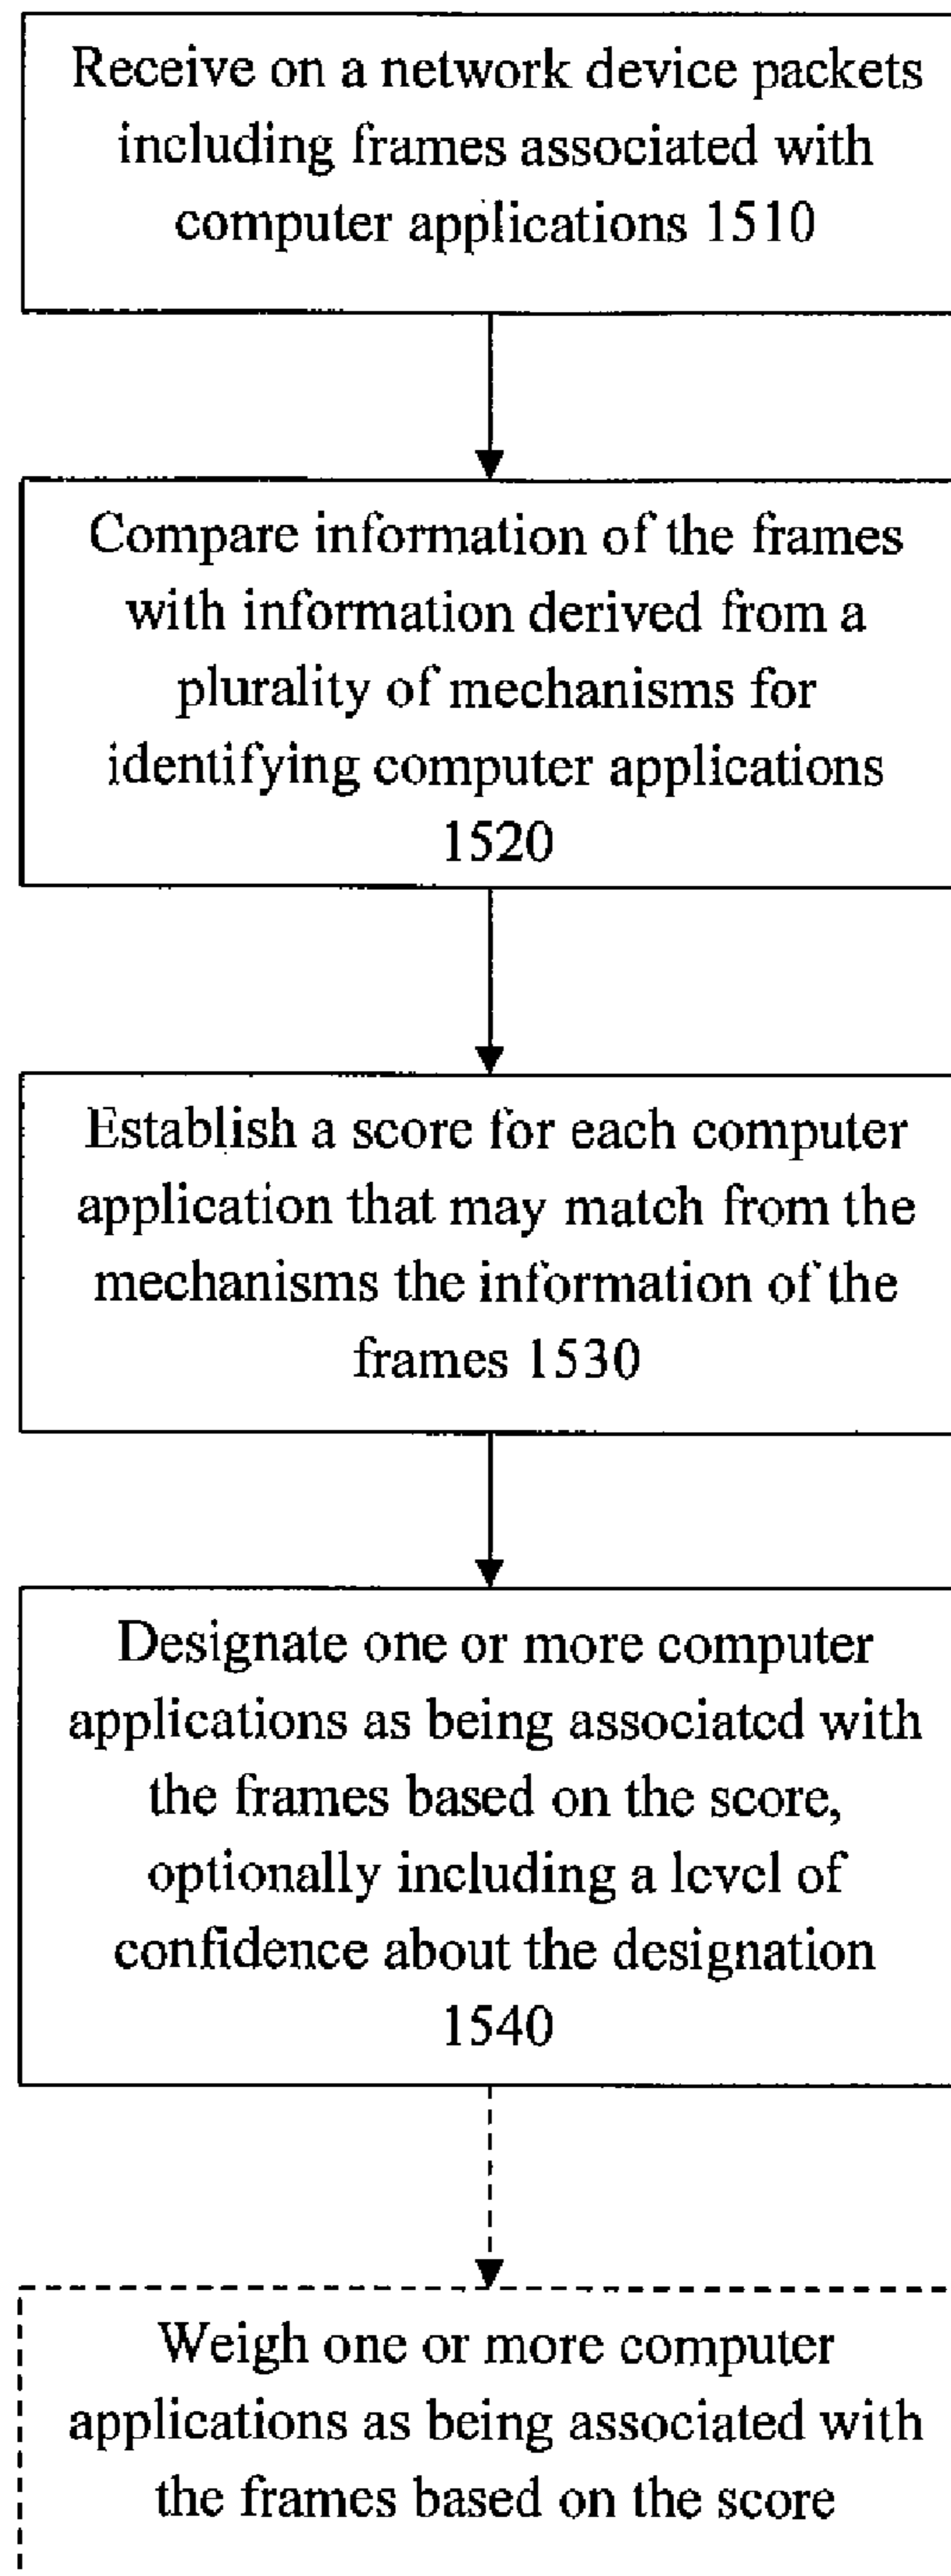 Receive on a network device packets
including frames associated with
computer applications 1510
Compare information of the frames
with information derived from a
plurality of mechanisms for
identifying computer applications
1520
Establish a score for each computer
application that may match from the
mechanisms the information of the
frames 1530
Designate one or more computer
applications as being associated with
the frames based on the score,
optionally including a level of
confidence about the designation
1540
Weigh one or more computer
applications as being associated with
the frames based on the score